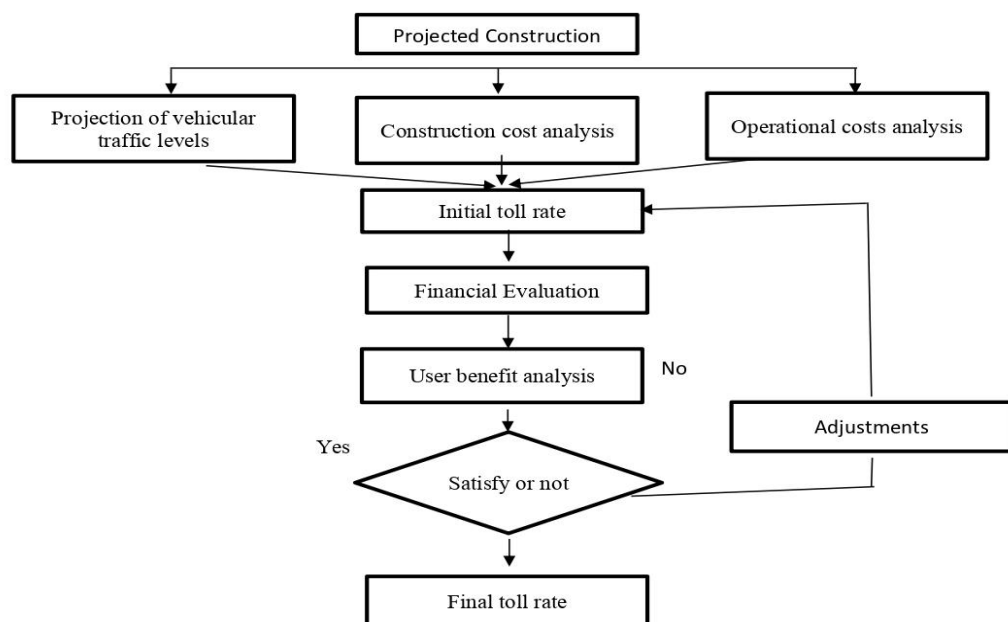 Projected Construction
Projection of vehicular
traffic levels
Construction cost analysis
Operational costs analysis
Initial toll rate
Financial Evaluation
User benefit analysis
No
Adjustments
Yes
Satisfy or not
Final toll rate